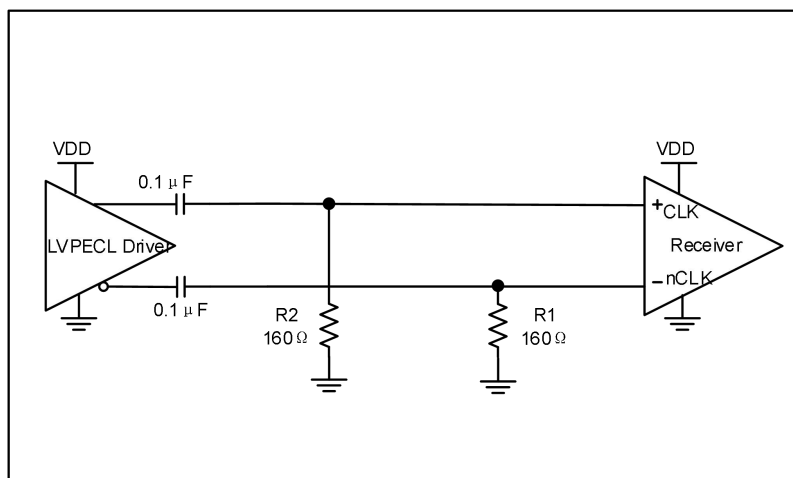 VDD
VDD
0.1 μF
+CLK
LVPECL Driver
Receiver
-nCLK
0.1 μF
R2
160Ω
R1
160Ω